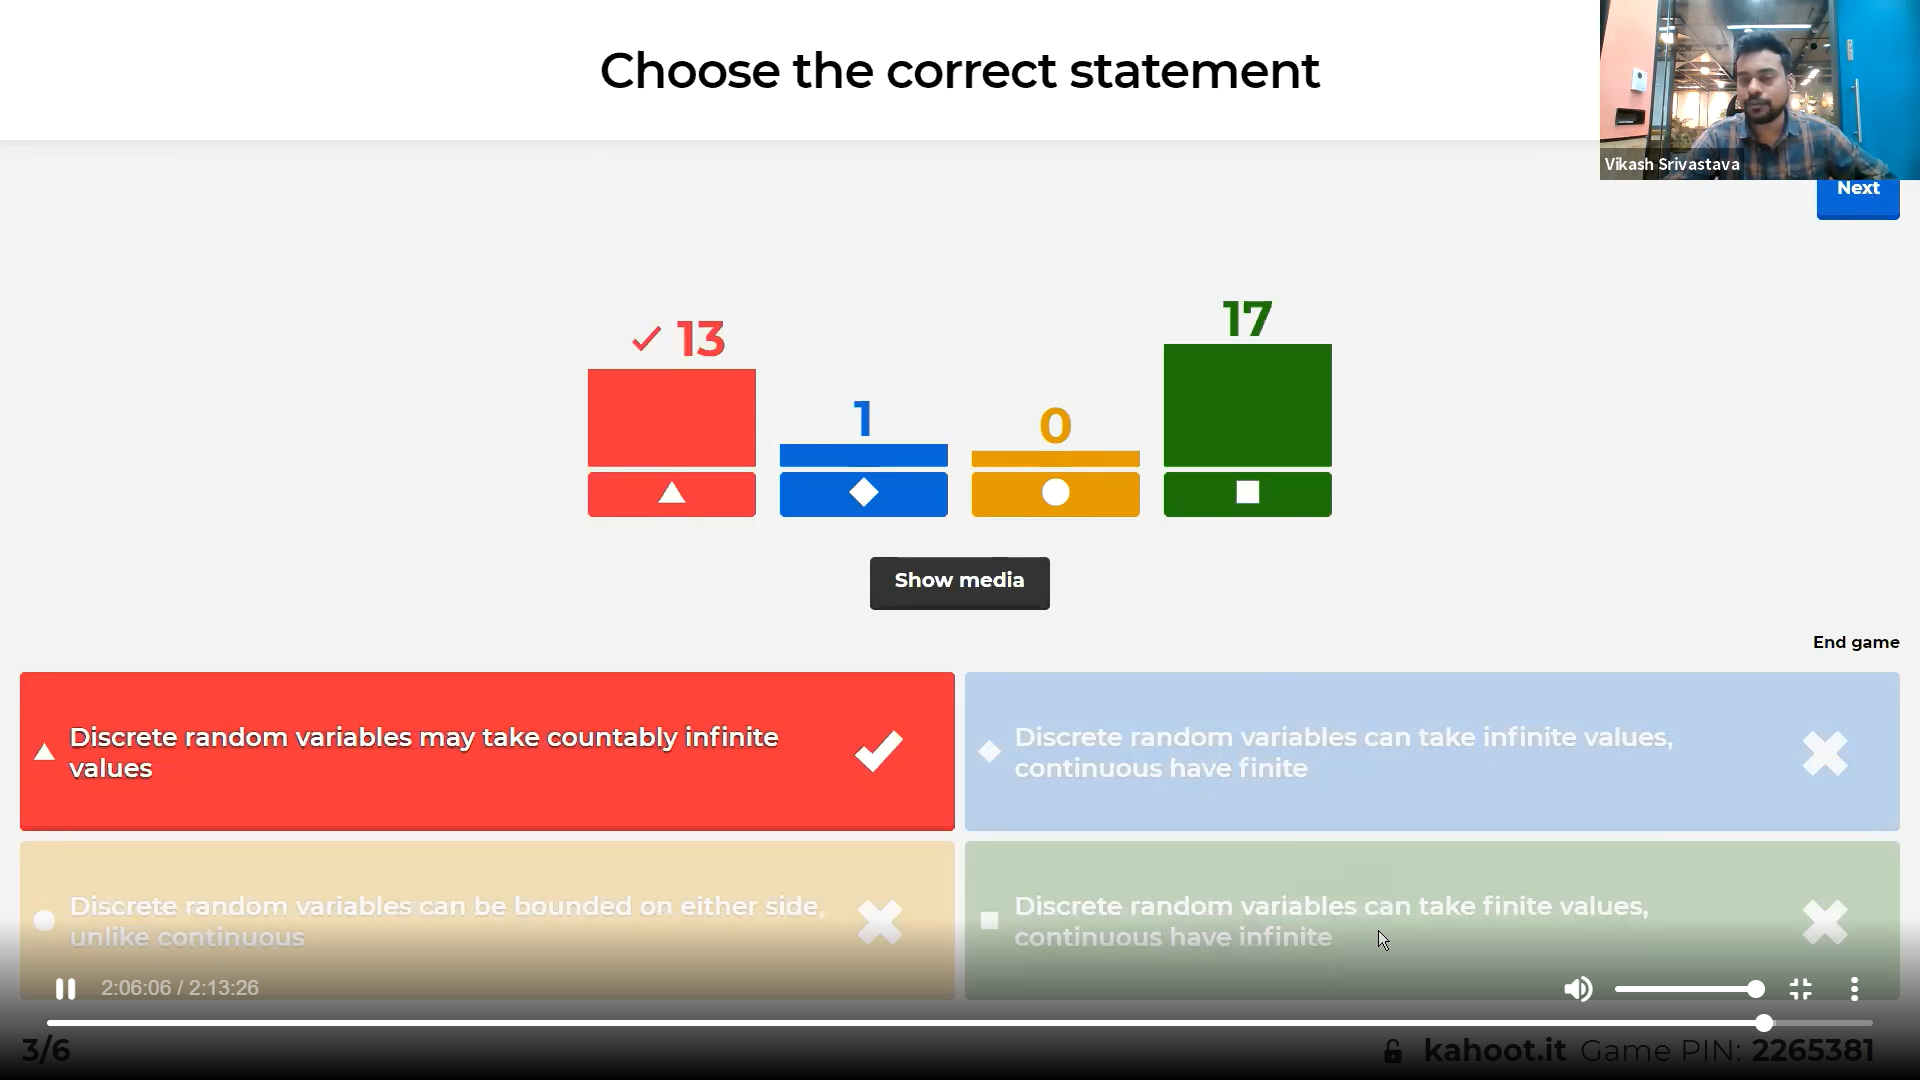 Choose the correct statement
Vikash Srivastava
Next
13
1
0
17
Show media
End game
Discrete random variables may take countably infinite
values
Discrete random variables can take infinite values,
continuous have finite
Discrete random variables can be bounded on either side,
unlike continuous
Discrete random variables can take finite values,
continuous have infinite
2:06:06 / 2:13:26
3/6
kahoot.it Game PIN: 2265381